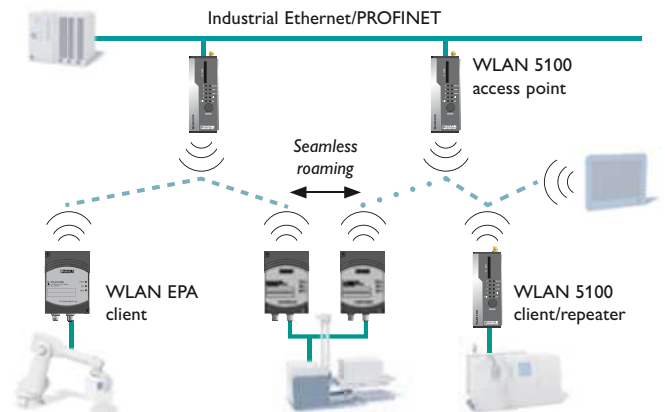 Industrial Ethernet/PROFINET
WLAN 5100
access point
Seamless
roaming
WLAN EPA
client
WLAN 5100
client/repeater